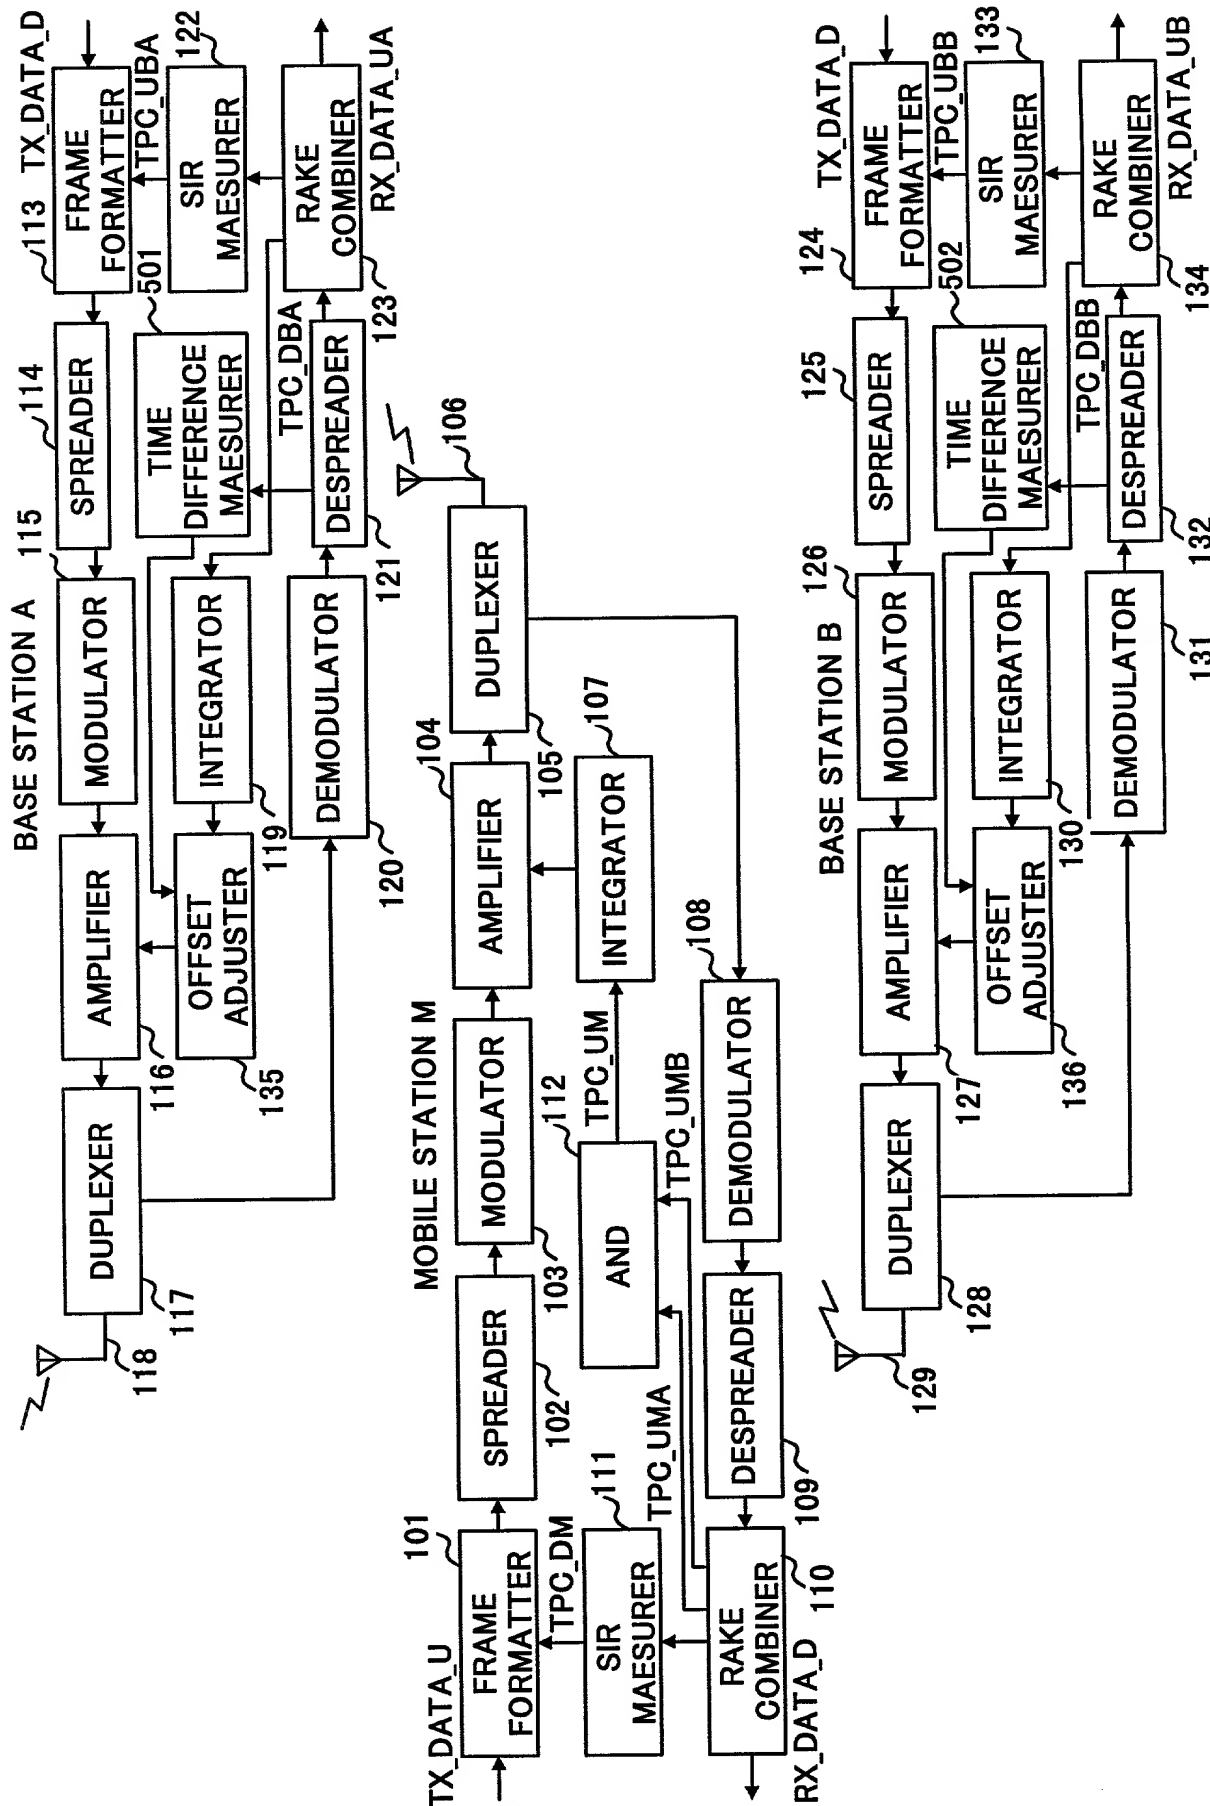 BASE STATION A
TX_DATA_D
113
FRAME
FORMATTER
114
SPREADER
115
MODULATOR
AMPLIFIER
116
DUPLEXER
117
118
TPC_UBA
122
SIR
MAESURER
501
TIME
DIFFERENCE
MAESURER
INTEGRATOR
119
OFFSET
ADJUSTER
135
RAKE
COMBINER
123
RX_DATA_UA
TPC_DBA
DESPREADER
121
DEMODULATOR
120
MOBILE STATION M
TX_DATA_U
101
FRAME
FORMATTER
SPREADER
102
MODULATOR
103
104
AMPLIFIER
DUPLEXER
105
106
TPC_DM
111
SIR
MAESURER
TPC_UMA
112
AND
TPC_UM
TPC_UMB
107
INTEGRATOR
RAKE
COMBINER
110
RX_DATA_D
DESPREADER
109
108
DEMODULATOR
BASE STATION B
TX_DATA_D
124
FRAME
FORMATTER
125
SPREADER
126
MODULATOR
AMPLIFIER
127
DUPLEXER
128
129
TPC_UBB
133
SIR
MAESURER
502
TIME
DIFFERENCE
MAESURER
INTEGRATOR
130
OFFSET
ADJUSTER
136
RAKE
COMBINER
134
RX_DATA_UB
TPC_DBB
DESPREADER
132
DEMODULATOR
131